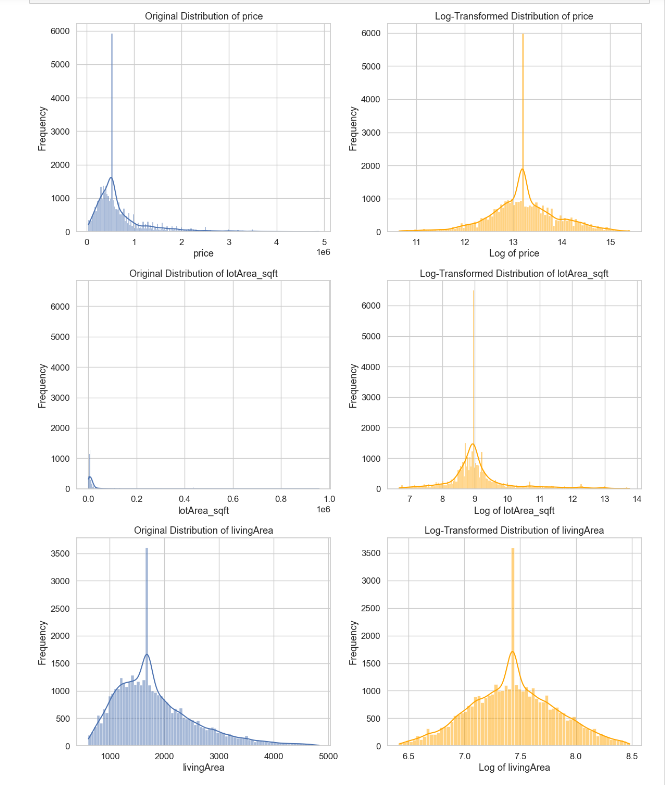 Original Distribution of price
Log-Transformed Distribution of price
6000
5000
4000
3000
2000
1000
0
Frequency
0 1 2 3 4 5
1e6
price
6000
5000
4000
3000
2000
1000
0
Frequency
11 12 13 14 15
Log of price
Original Distribution of lotArea_sqft
Log-Transformed Distribution of lotArea_sqft
6000
5000
4000
3000
2000
1000
0
Frequency
0.0 0.2 0.4 0.6 0.8 1.0
1e6
lotArea_sqft
6000
5000
4000
3000
2000
1000
0
Frequency
7 8 9 10 11 12 13 14
Log of lotArea_sqft
Original Distribution of livingArea
Log-Transformed Distribution of livingArea
3500
3000
2500
2000
1500
1000
500
0
Frequency
1000 2000 3000 4000 5000
livingArea
3500
3000
2500
2000
1500
1000
500
0
Frequency
6.5 7.0 7.5 8.0 8.5
Log of livingArea